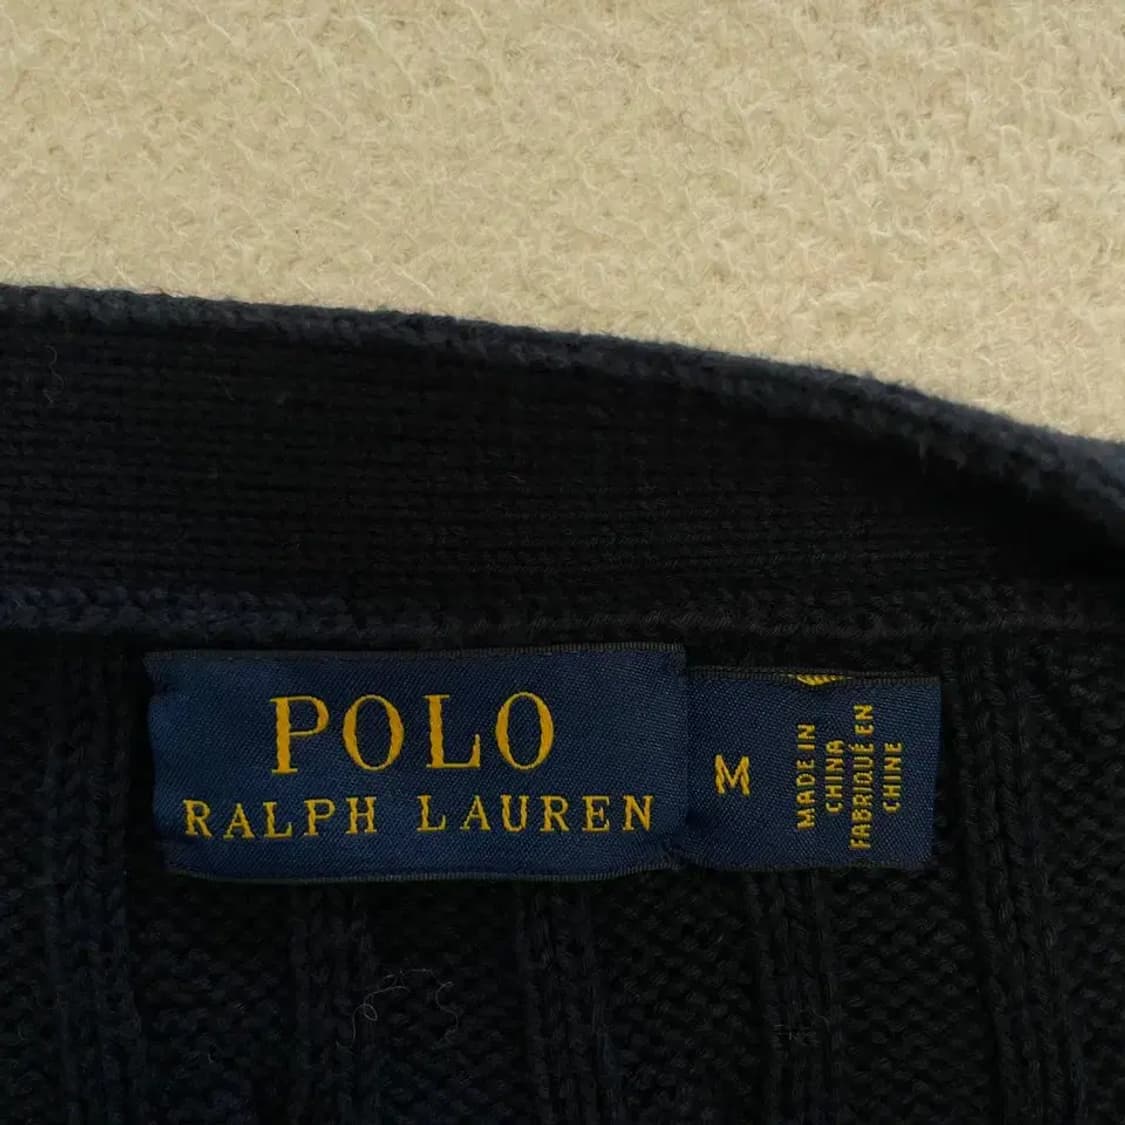 POLO
RALPH LAUREN
M
MADE IN
CHINA
FABRIQUÉ EN
CHINE